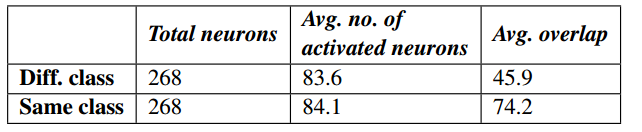 Total neurons Avg. no. of activated neurons Avg. overlap
Diff. class 268 83.6 45.9
Same class 268 84.1 74.2